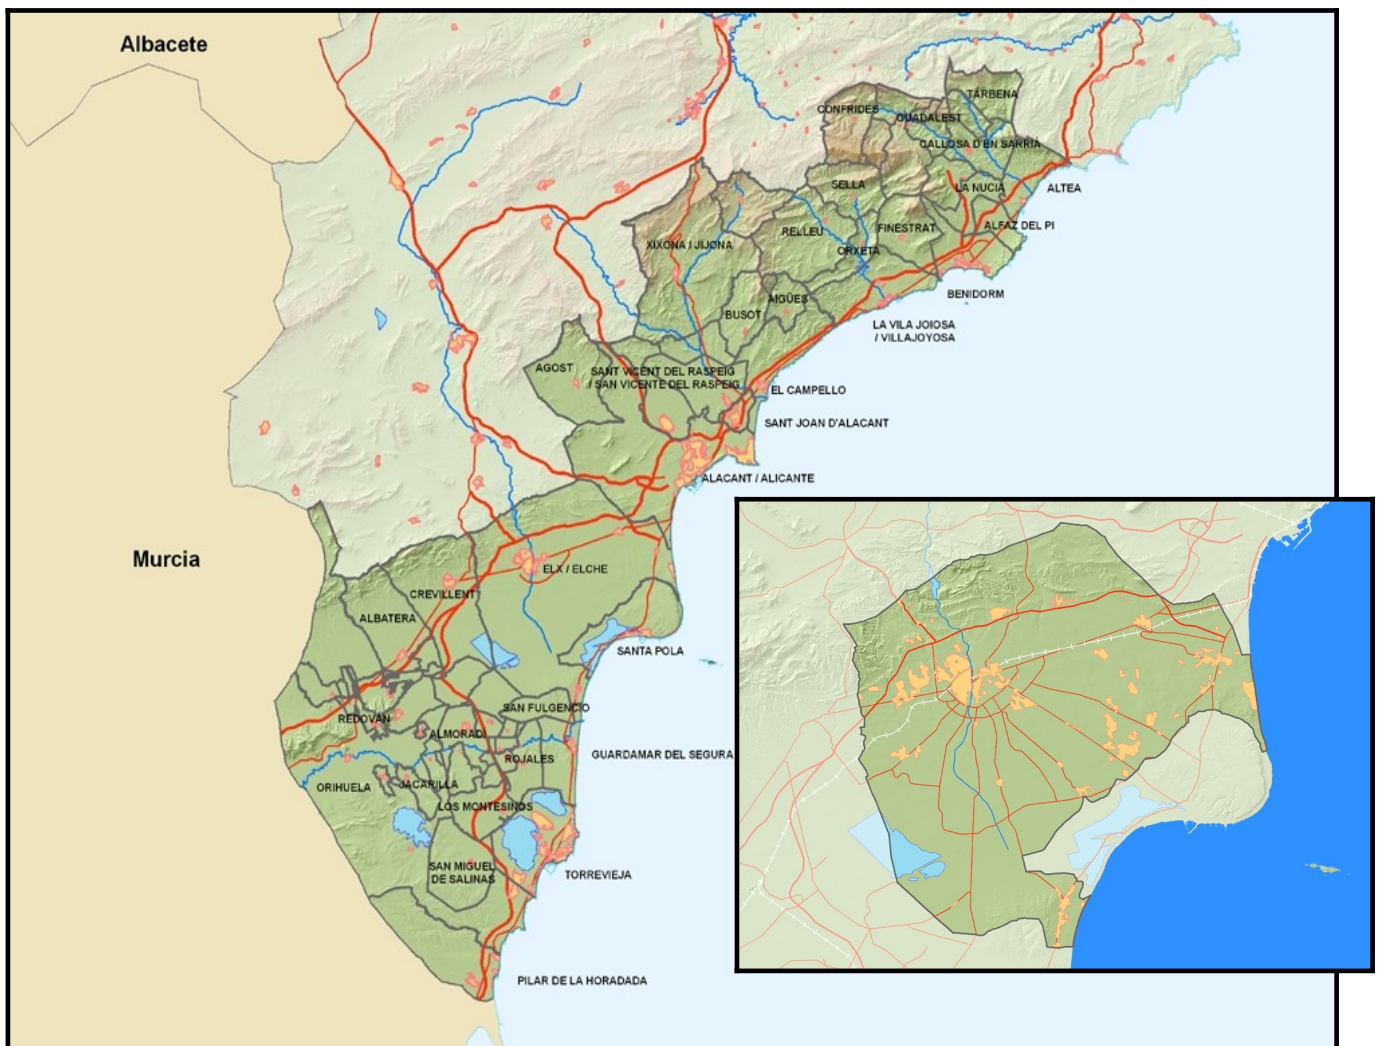 Albacete
TÀRBENA
CONFRIDES
GUADALEST
CALLOSA D'EN SARRIÀ
SELLA
LA NUCIA
ALTEA
RELLEU
FINESTRAT
ALFAZ DEL PI
XIXONA / JIJONA
ORXETA
BENIDORM
AIGÜES
BUSOT
LA VILA JOIOSA
/ VILLAJOYOSA
AGOST
SANT VICENT DEL RASPEIG
/ SAN VICENTE DEL RASPEIG
EL CAMPELLO
SANT JOAN D'ALACANT
ALACANT / ALICANTE
Murcia
ELX / ELCHE
CREVILLENT
ALBATERA
SANTA POLA
SAN FULGENCIO
REDOVÁN
ALMORADÍ
GUARDAMAR DEL SEGURA
ROJALES
ORIHUELA
JACARILLA
LOS MONTESINOS
SAN MIGUEL
DE SALINAS
TORREVIEJA
PILAR DE LA HORADADA